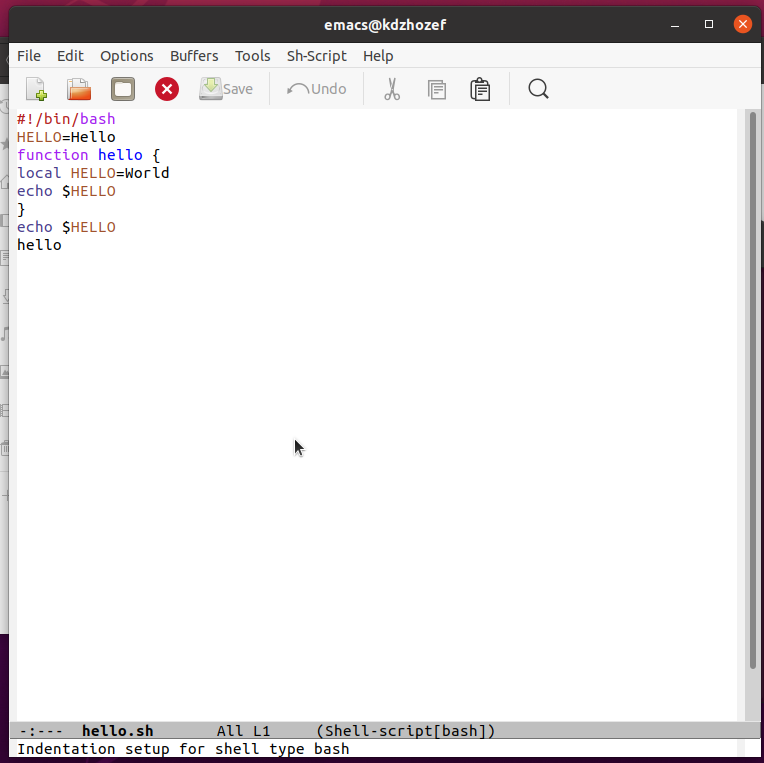 emacs@kdzhozef
File Edit Options Buffers Tools Sh-Script Help
Save Undo
#!/bin/bash
HELLO=Hello
function hello {
local HELLO=World
echo $HELLO
}
echo $HELLO
hello
-:--- hello.sh All L1 (Shell-script[bash])
Indentation setup for shell type bash